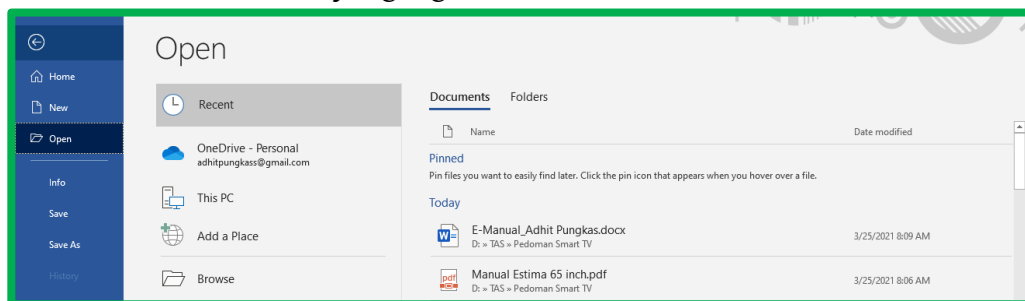 Open
Home
New
Open
Info
Save
Save As
History
Recent
OneDrive - Personal
adhitpungkass@gmail.com
This PC
Add a Place
Browse
Documents Folders
Name Date modified
Pinned
Pin files you want to easily find later. Click the pin icon that appears when you hover over a file.
Today
E-Manual_Adhit Pungkas.docx
D: » TAS » Pedoman Smart TV
3/25/2021 8:09 AM
Manual Estima 65 inch.pdf
D: » TAS » Pedoman Smart TV
3/25/2021 8:06 AM